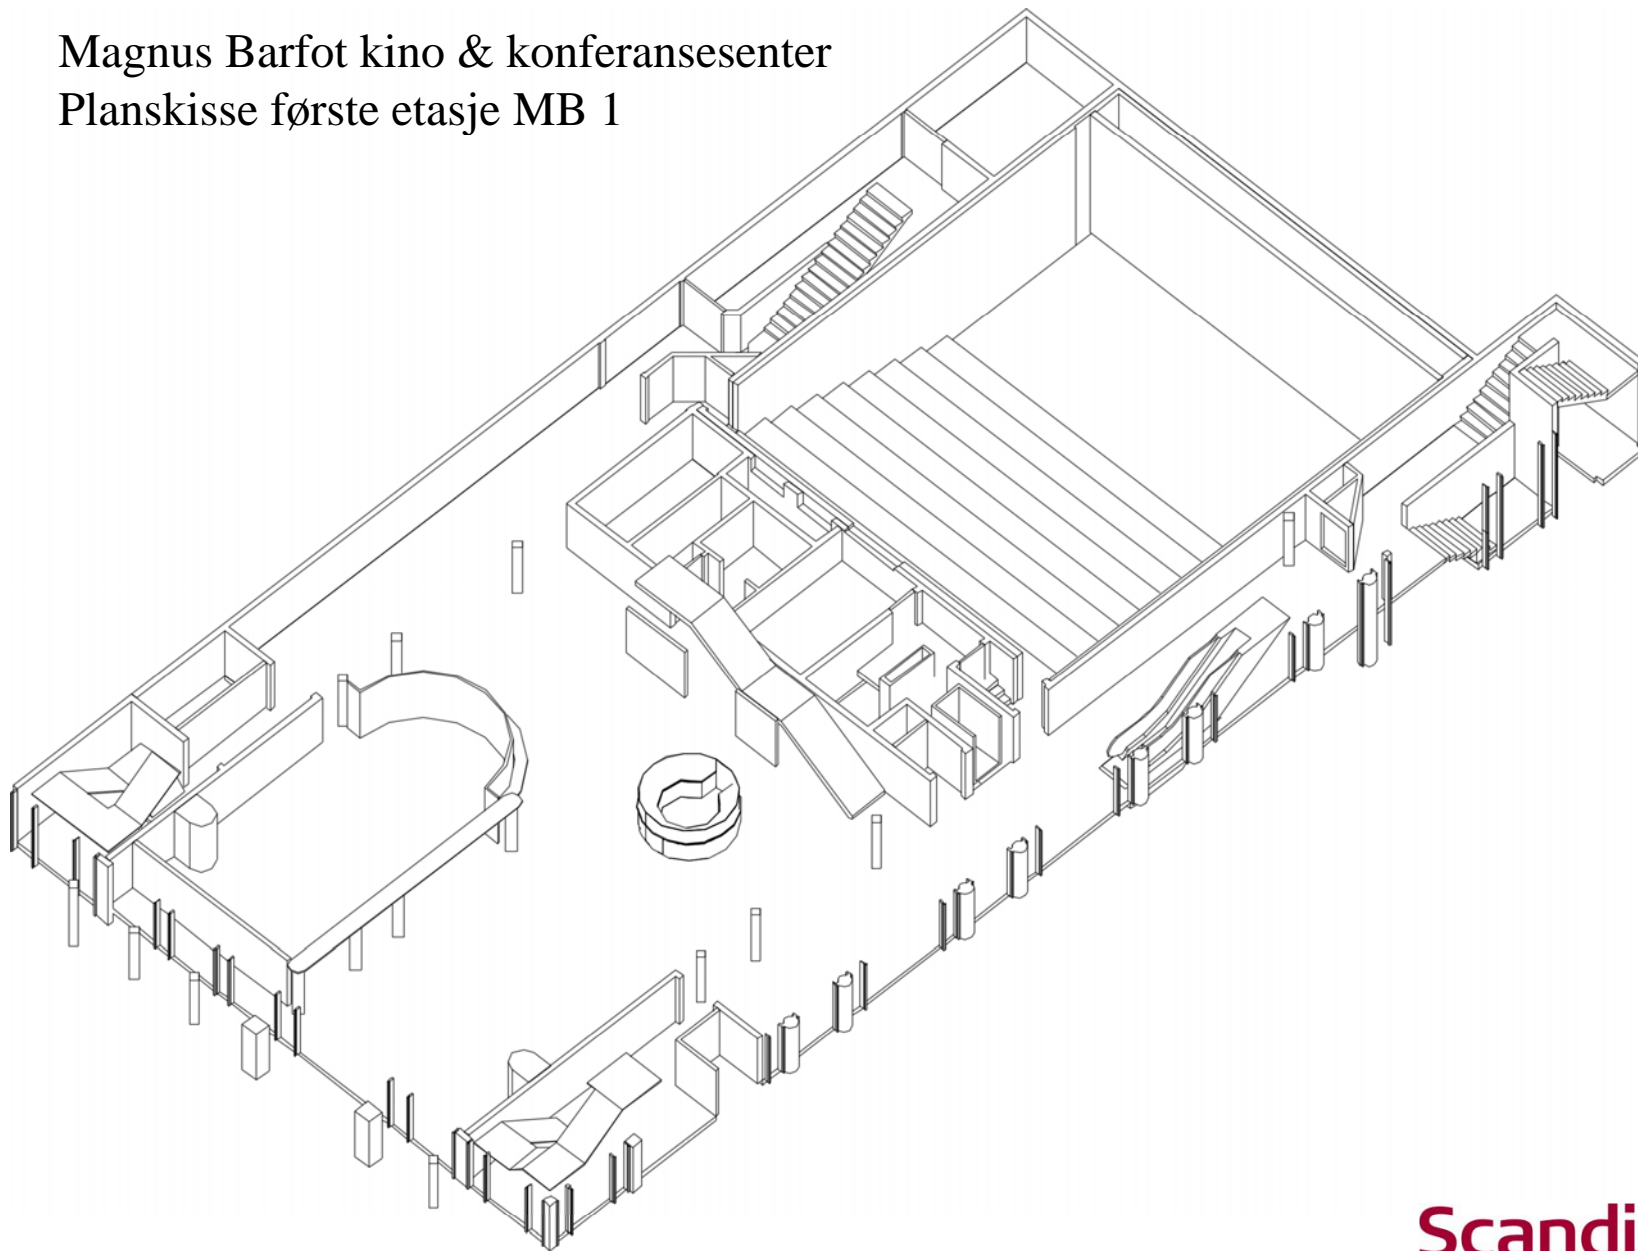 Magnus Barfot kino & konferansesenter
Planskisse første etasje MB 1
Scandi